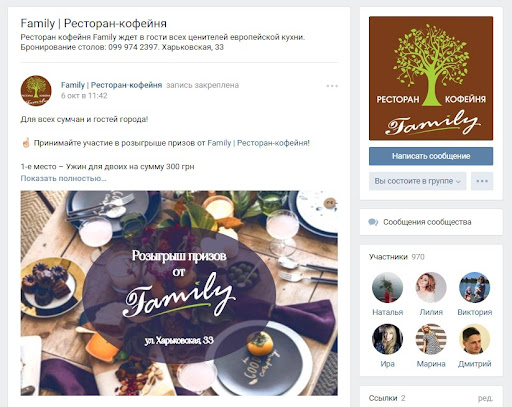 Family | Ресторан-кофейня
Ресторан кофейня Family ждет в гости всех ценителей европейской кухни.
Бронирование столов: 099 974 2397. Харьковская, 33
Family | Ресторан-кофейня запись закреплена
6 окт в 11:42
Для всех сумчан и гостей города!
Принимайте участие в розыгрыше призов от Family | Ресторан-кофейня!
1-е место – Ужин для двоих на сумму 300 грн
Показать полностью...
Розыгрыш призов
от
Family
ул. Харьковская, 33
РЕСТОРАН КОФЕЙНЯ
Family
Написать сообщение
Вы состоите в группе
Сообщения сообщества
Участники 970
Наталья Лилия Виктория
Ира Марина Дмитрий
Ссылки 2 ред.